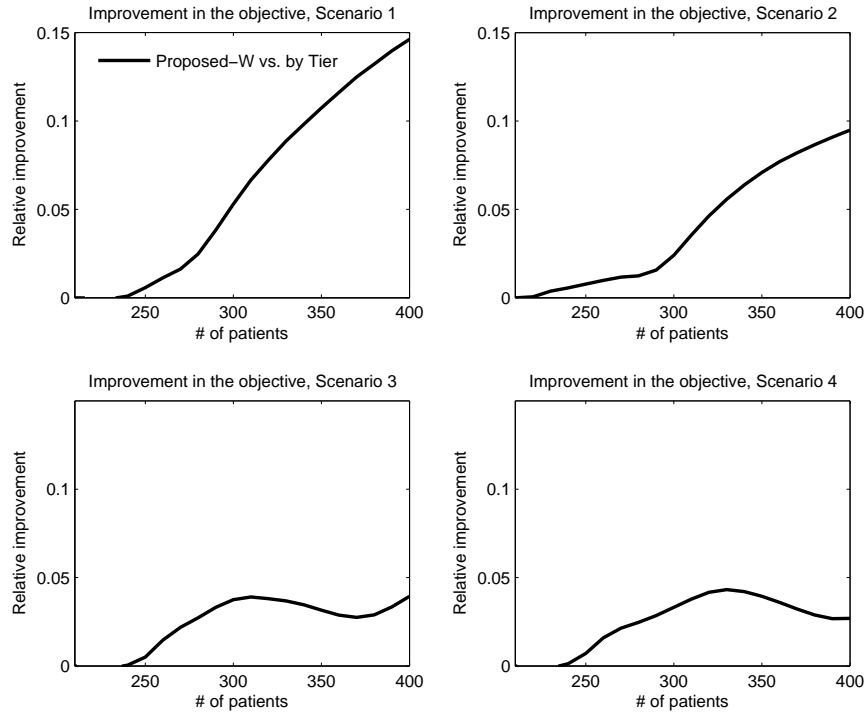 Improvement in the objective, Scenario 1
0.15
0.1
0.05
0
Relative improvement
Proposed−W vs. by Tier
250 300 350 400
# of patients
Improvement in the objective, Scenario 2
0.15
0.1
0.05
0
Relative improvement
250 300 350 400
# of patients
Improvement in the objective, Scenario 3
0.1
0.05
0
Relative improvement
250 300 350 400
# of patients
Improvement in the objective, Scenario 4
0.1
0.05
0
Relative improvement
250 300 350 400
# of patients